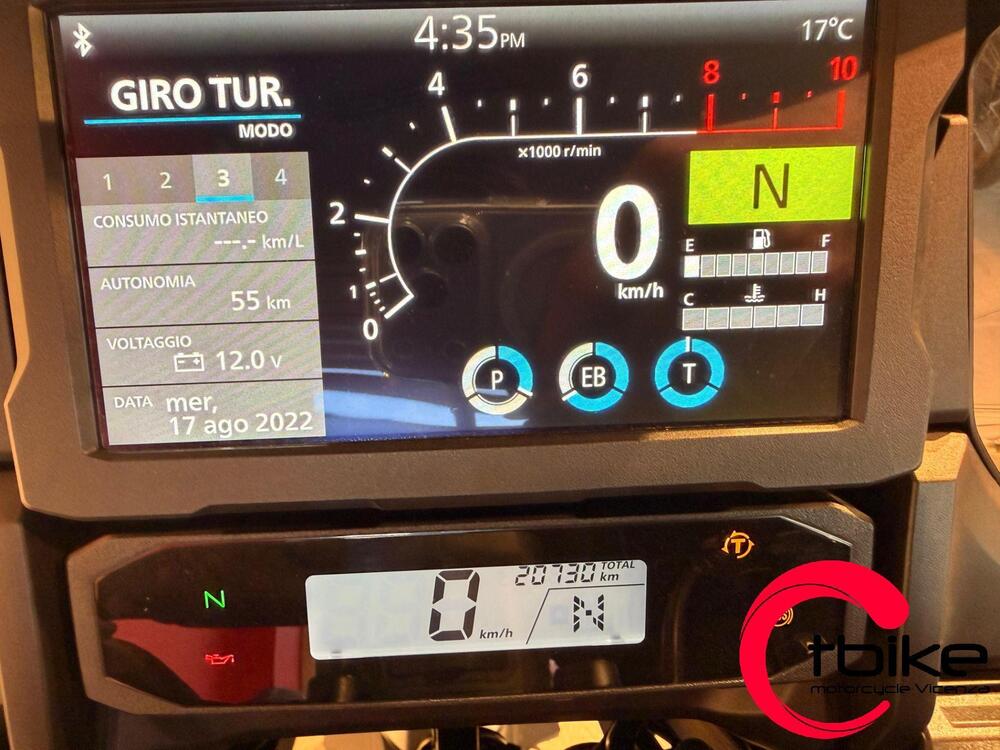 4:35PM
17°C
GIRO TUR.
MODO
4
6
8
10
×1000 r/min
2
1
0
1 2 3 4
CONSUMO ISTANTANEO
---.- km/L
AUTONOMIA
55 km
VOLTAGGIO
12.0 V
DATA mer,
17 ago 2022
N
0
km/h
E F
C H
P EB T
T
N
0 km/h
20730 TOTAL km
N
tbike
motorcycle Vicenza